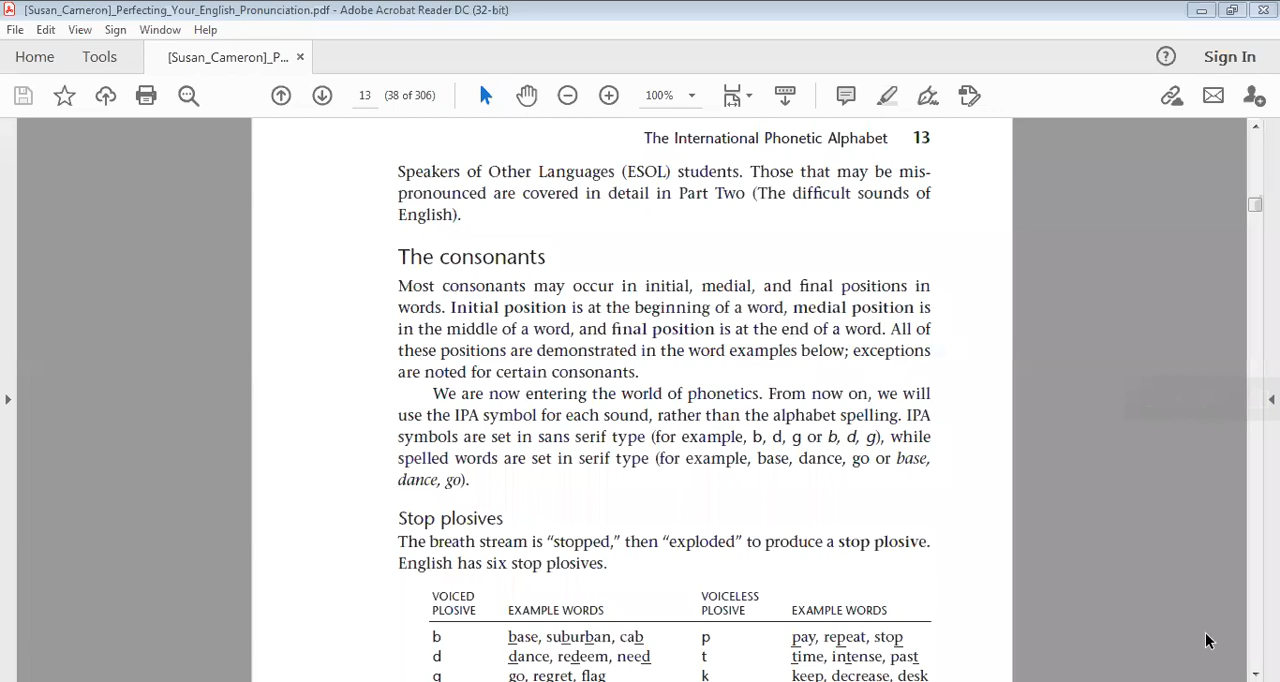 [Susan_Cameron]_Perfecting_Your_English_Pronunciation.pdf - Adobe Acrobat Reader DC (32-bit)
File Edit View Sign Window Help
Home Tools [Susan_Cameron]_P... × Sign In
13 (38 of 306) 100%
The International Phonetic Alphabet 13
Speakers of Other Languages (ESOL) students. Those that may be mis-
pronounced are covered in detail in Part Two (The difficult sounds of
English).
The consonants
Most consonants may occur in initial, medial, and final positions in
words. Initial position is at the beginning of a word, medial position is
in the middle of a word, and final position is at the end of a word. All of
these positions are demonstrated in the word examples below; exceptions
are noted for certain consonants.
We are now entering the world of phonetics. From now on, we will
use the IPA symbol for each sound, rather than the alphabet spelling. IPA
symbols are set in sans serif type (for example, b, d, g or b, d, g), while
spelled words are set in serif type (for example, base, dance, go or base,
dance, go).
Stop plosives
The breath stream is “stopped,” then “exploded” to produce a stop plosive.
English has six stop plosives.
VOICED VOICELESS
PLOSIVE EXAMPLE WORDS PLOSIVE EXAMPLE WORDS
b base, suburban, cab p pay, repeat, stop
d dance, redeem, need t time, intense, past
g go, regret, flag k keep, decrease, desk